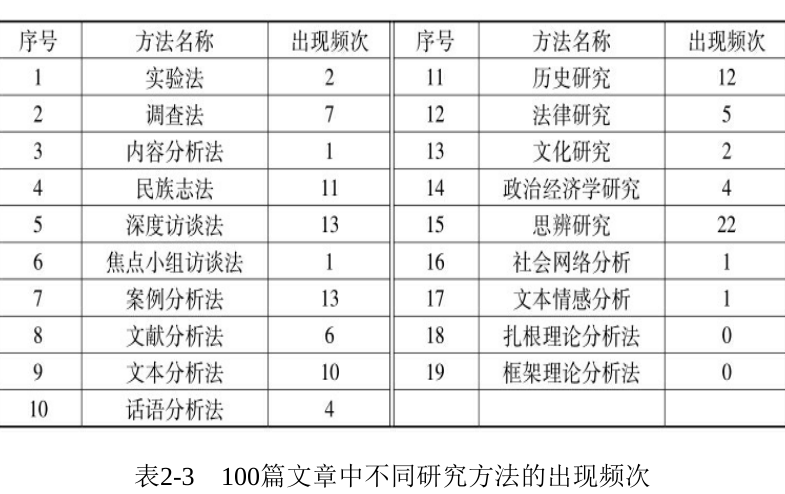 序号 方法名称 出现频次 序号 方法名称 出现频次
1 实验法 2 11 历史研究 12
2 调查法 7 12 法律研究 5
3 内容分析法 1 13 文化研究 2
4 民族志法 11 14 政治经济学研究 4
5 深度访谈法 13 15 思辨研究 22
6 焦点小组访谈法 1 16 社会网络分析 1
7 案例分析法 13 17 文本情感分析 1
8 文献分析法 6 18 扎根理论分析法 0
9 文本分析法 10 19 框架理论分析法 0
10 话语分析法 4
表2-3 100篇文章中不同研究方法的出现频次